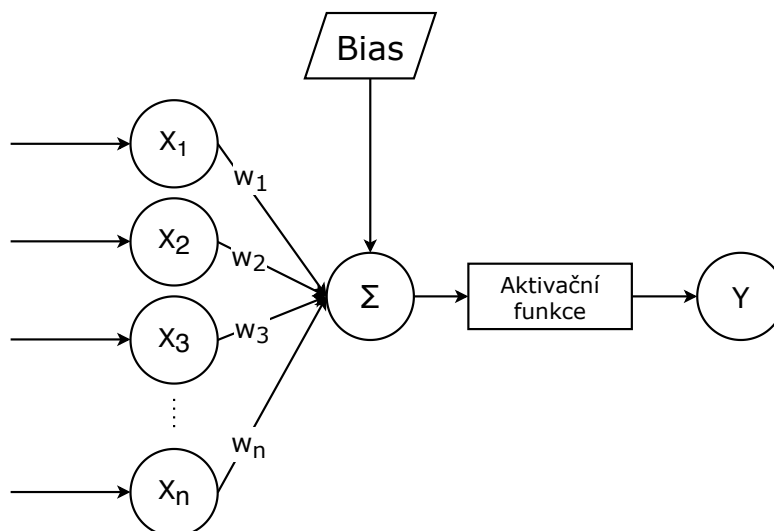 Bias
X₁
w₁
X₂
w₂
Σ
Aktivační
funkce
Y
X₃
w₃
wₙ
Xₙ